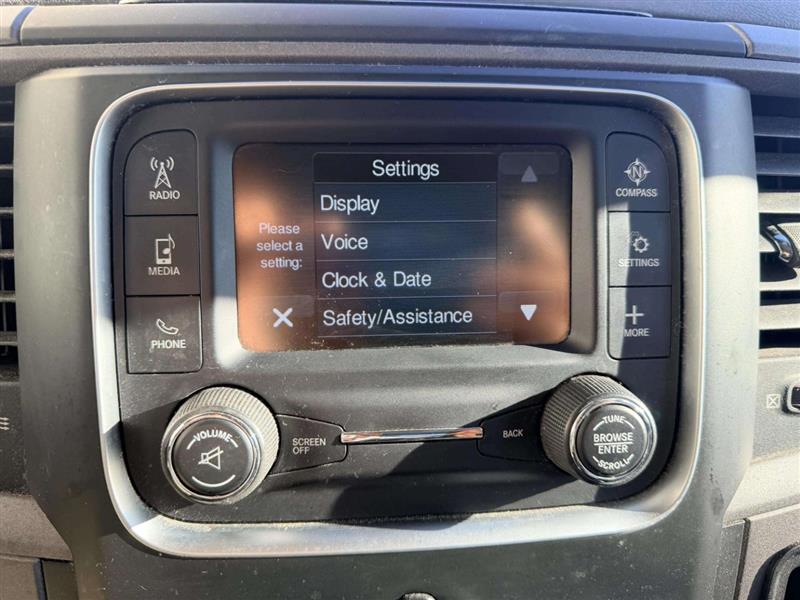 Settings
Display
Please
select a
setting:
Voice
Clock & Date
Safety/Assistance
RADIO
MEDIA
PHONE
N
COMPASS
SETTINGS
MORE
VOLUME
SCREEN
OFF
BACK
TUNE
BROWSE
ENTER
SCROLL